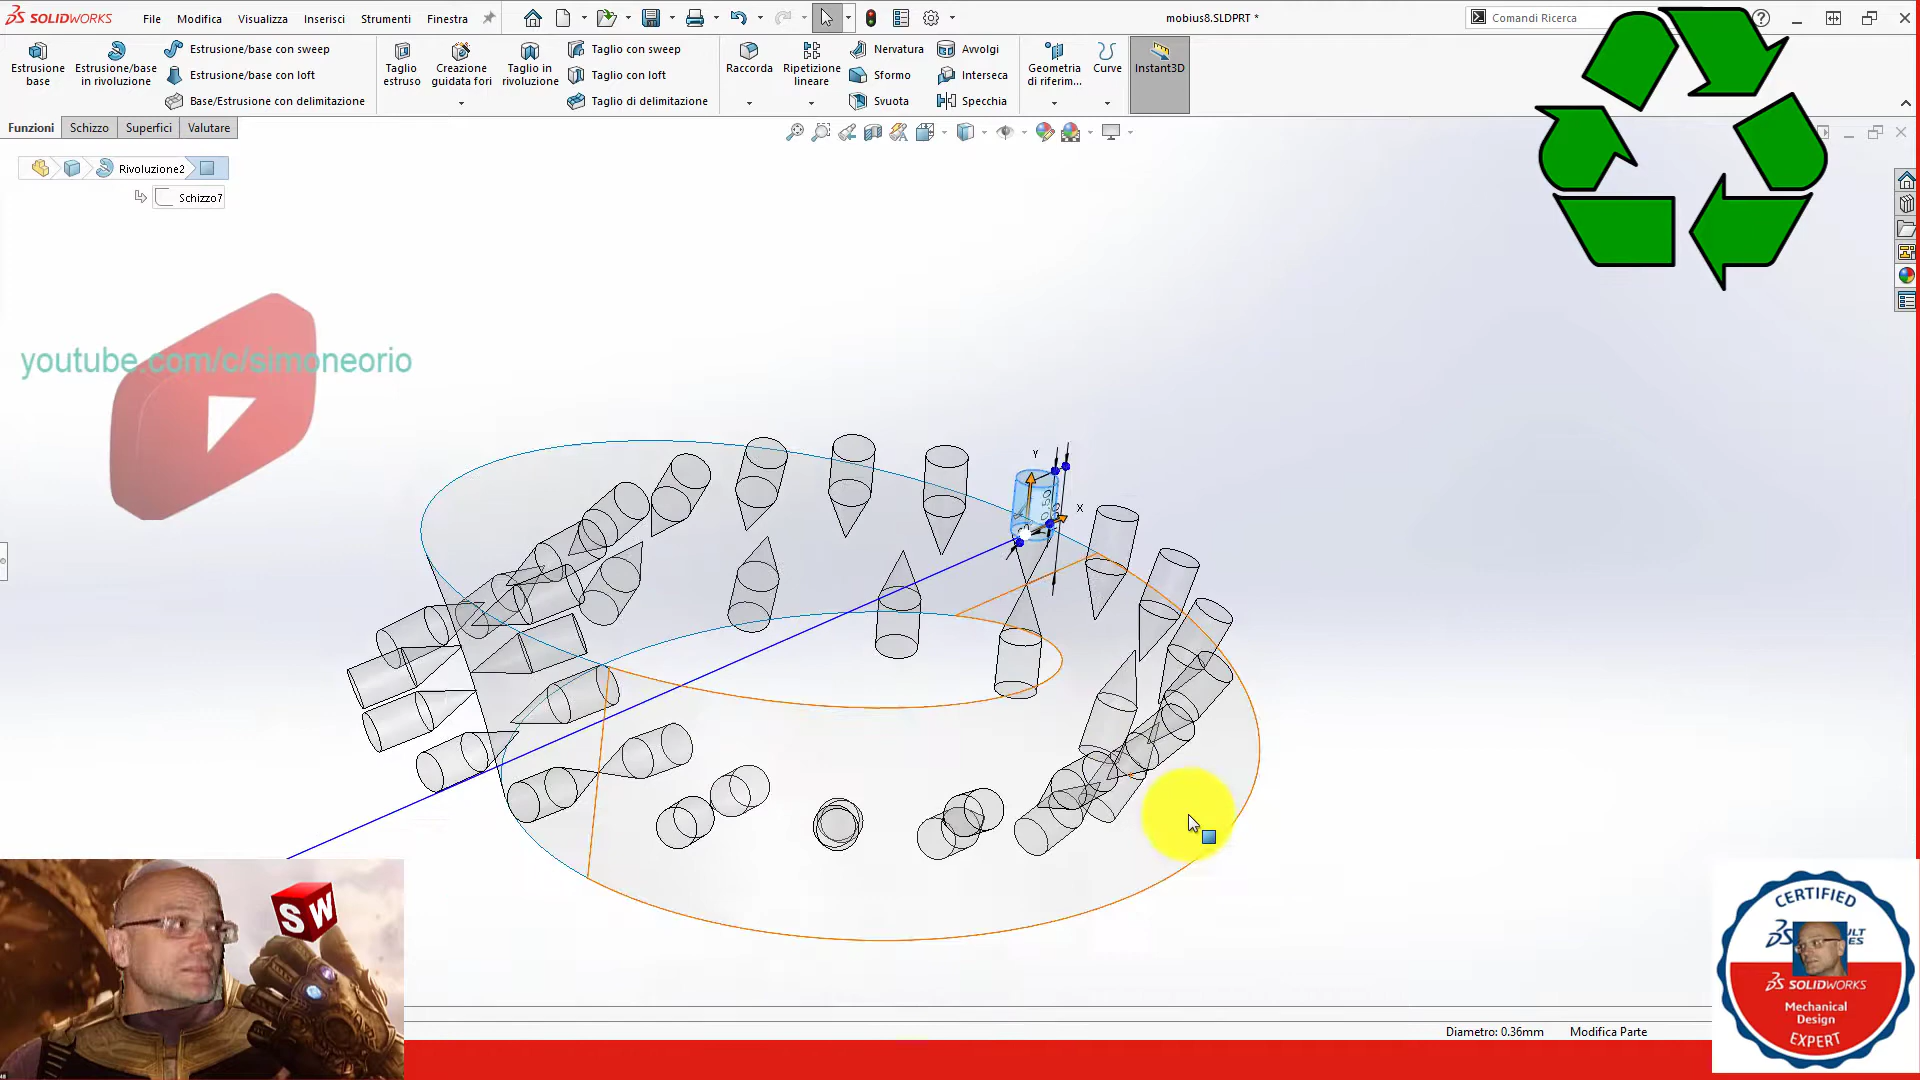 SOLIDWORKS
File
Modifica
Visualizza
Inserisci
Strumenti
Finestra
mobius8.SLDPRT *
Comandi Ricerca
Estrusione base
Estrusione/base in rivoluzione
Estrusione/base con sweep
Estrusione/base con loft
Base/Estrusione con delimitazione
Taglio estruso
Creazione guidata fori
Taglio in rivoluzione
Taglio con sweep
Taglio con loft
Taglio di delimitazione
Raccorda
Ripetizione lineare
Nervatura
Sformo
Svuota
Avvolgi
Interseca
Specchia
Geometria di riferim...
Curve
Instant3D
Funzioni
Schizzo
Superfici
Valutare
Rivoluzione2
Schizzo7
youtube.com/c/simoneorio
Y
X
0.50
S W
CERTIFIED
SOLIDWORKS
Mechanical
Design
EXPERT
Diametro: 0.36mm
Modifica Parte